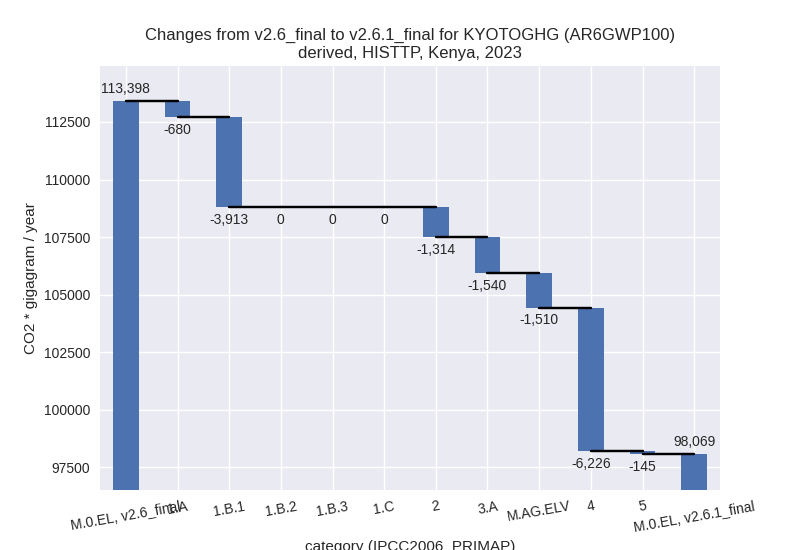 Changes from v2.6_final to v2.6.1_final for KYOTOGHG (AR6GWP100)
derived, HISTTP, Kenya, 2023
CO2 * gigagram / year
112500
110000
107500
105000
102500
100000
97500
113,398
-680
-3,913
0
0
0
-1,314
-1,540
-1,510
-6,226
-145
98,069
M.0.EL, v2.6_final
1.A
1.B.1
1.B.2
1.B.3
1.C
2
3.A
M.AG.ELV
4
5
M.0.EL, v2.6.1_final
category (IPCC2006_PRIMAP)